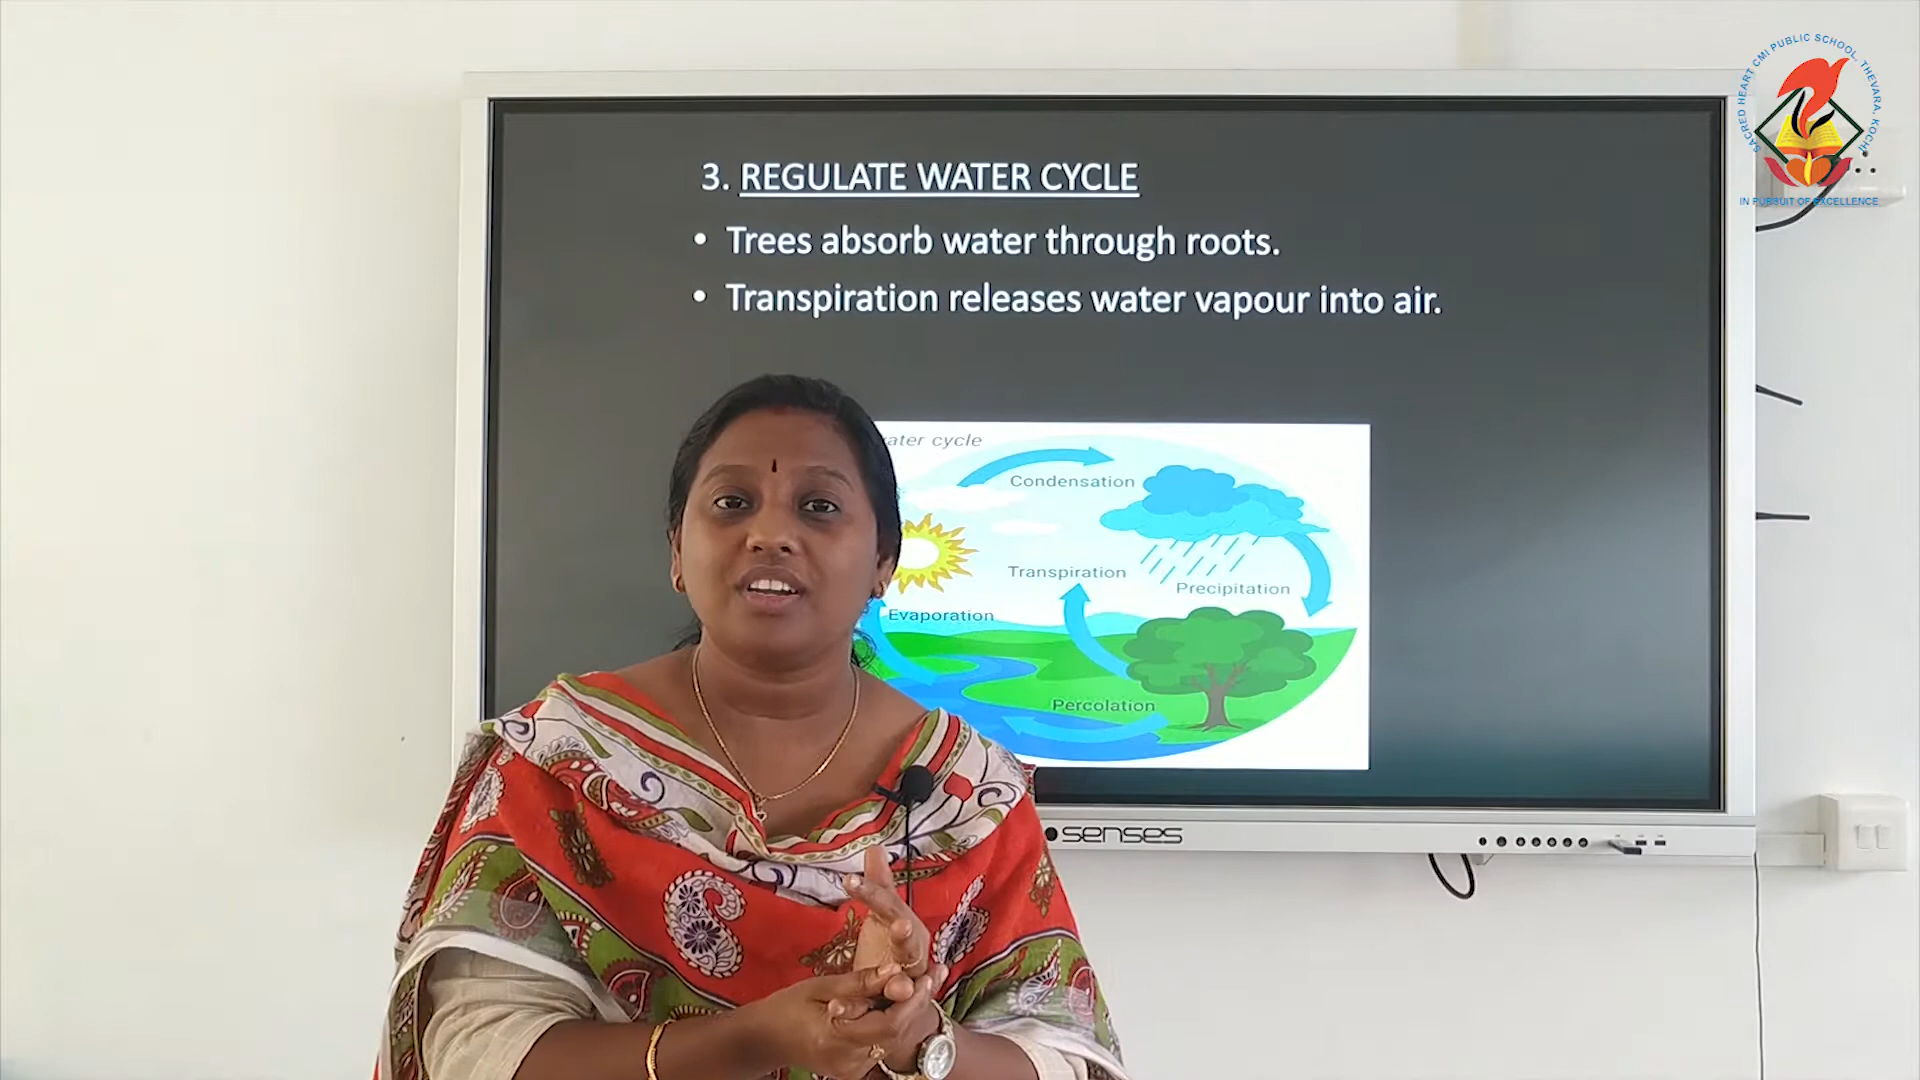 SACRED HEART CMI PUBLIC SCHOOL, THEVARA, KOCHI
IN PURSUIT OF EXCELLENCE
3. REGULATE WATER CYCLE
• Trees absorb water through roots.
• Transpiration releases water vapour into air.
cycle
Condensation
Transpiration
Precipitation
Evaporation
Percolation
senses